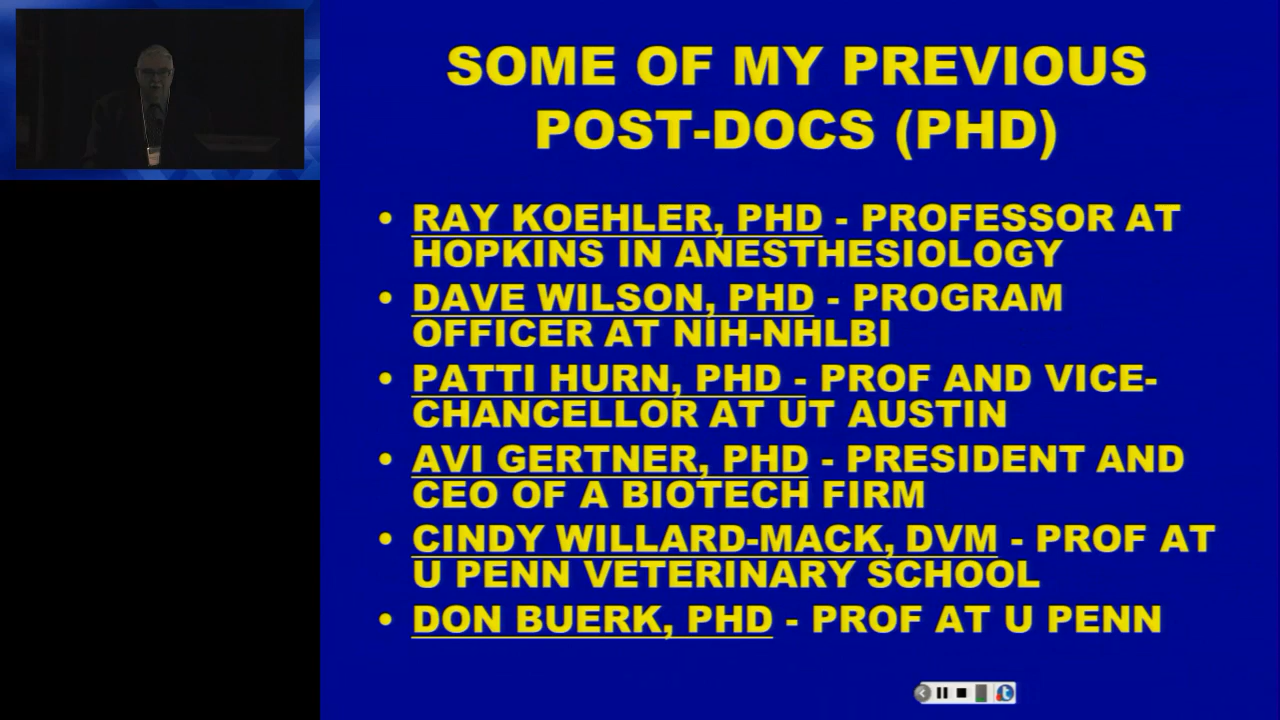 SOME OF MY PREVIOUS
POST-DOCS (PHD)
• RAY KOEHLER, PHD - PROFESSOR AT
HOPKINS IN ANESTHESIOLOGY
• DAVE WILSON, PHD - PROGRAM
OFFICER AT NIH-NHLBI
• PATTI HURN, PHD - PROF AND VICE-
CHANCELLOR AT UT AUSTIN
• AVI GERTNER, PHD - PRESIDENT AND
CEO OF A BIOTECH FIRM
• CINDY WILLARD-MACK, DVM - PROF AT
U PENN VETERINARY SCHOOL
• DON BUERK, PHD - PROF AT U PENN